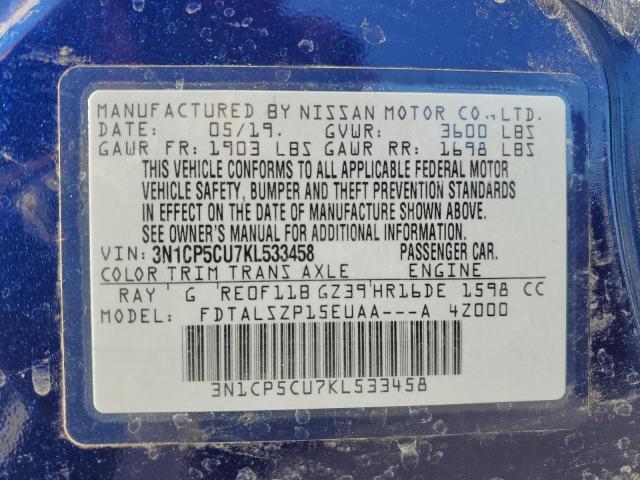 MANUFACTURED BY NISSAN MOTOR CO., LTD.
DATE: 05/19. GVWR: 3600 LBS
GAWR FR: 1903 LBS GAWR RR: 1698 LBS
THIS VEHICLE CONFORMS TO ALL APPLICABLE FEDERAL MOTOR
VEHICLE SAFETY, BUMPER AND THEFT PREVENTION STANDARDS
IN EFFECT ON THE DATE OF MANUFACTURE SHOWN ABOVE.
SEE OWNER'S MANUAL FOR ADDITIONAL INFORMATION.
VIN: 3N1CP5CU7KL533458 PASSENGER CAR.
COLOR TRIM TRANS AXLE ENGINE
RAY G RE0F11B GZ39 HR16DE 1598 CC
MODEL: FDTALSZP15EUAA---A 4Z000
3N1CP5CU7KL533458